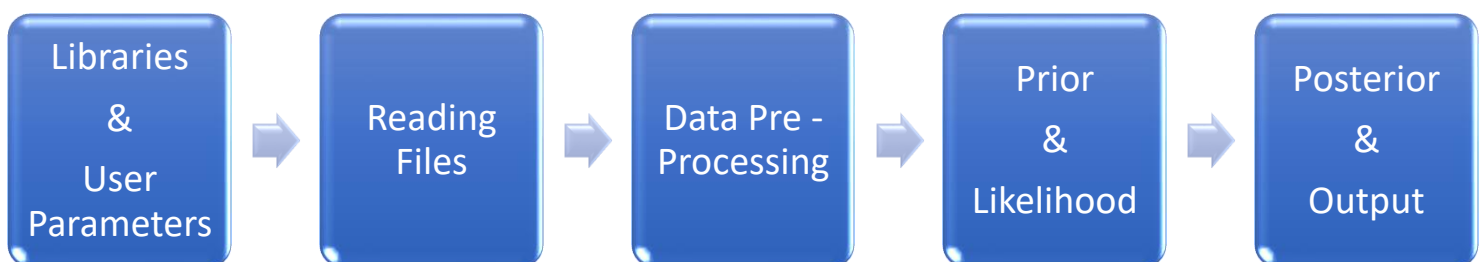 Libraries
&
User
Parameters
Reading
Files
Data Pre -
Processing
Prior
&
Likelihood
Posterior
&
Output